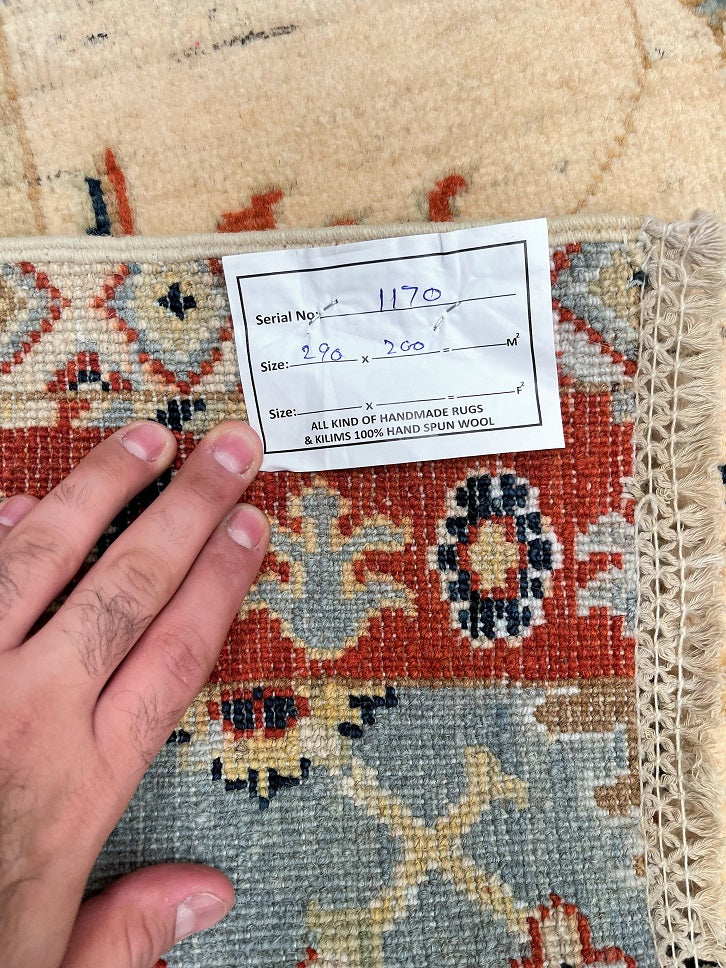 Serial No: 1170
Size: 290 x 200 = M²
Size: x = F²
ALL KIND OF HANDMADE RUGS
& KILIMS 100% HAND SPUN WOOL